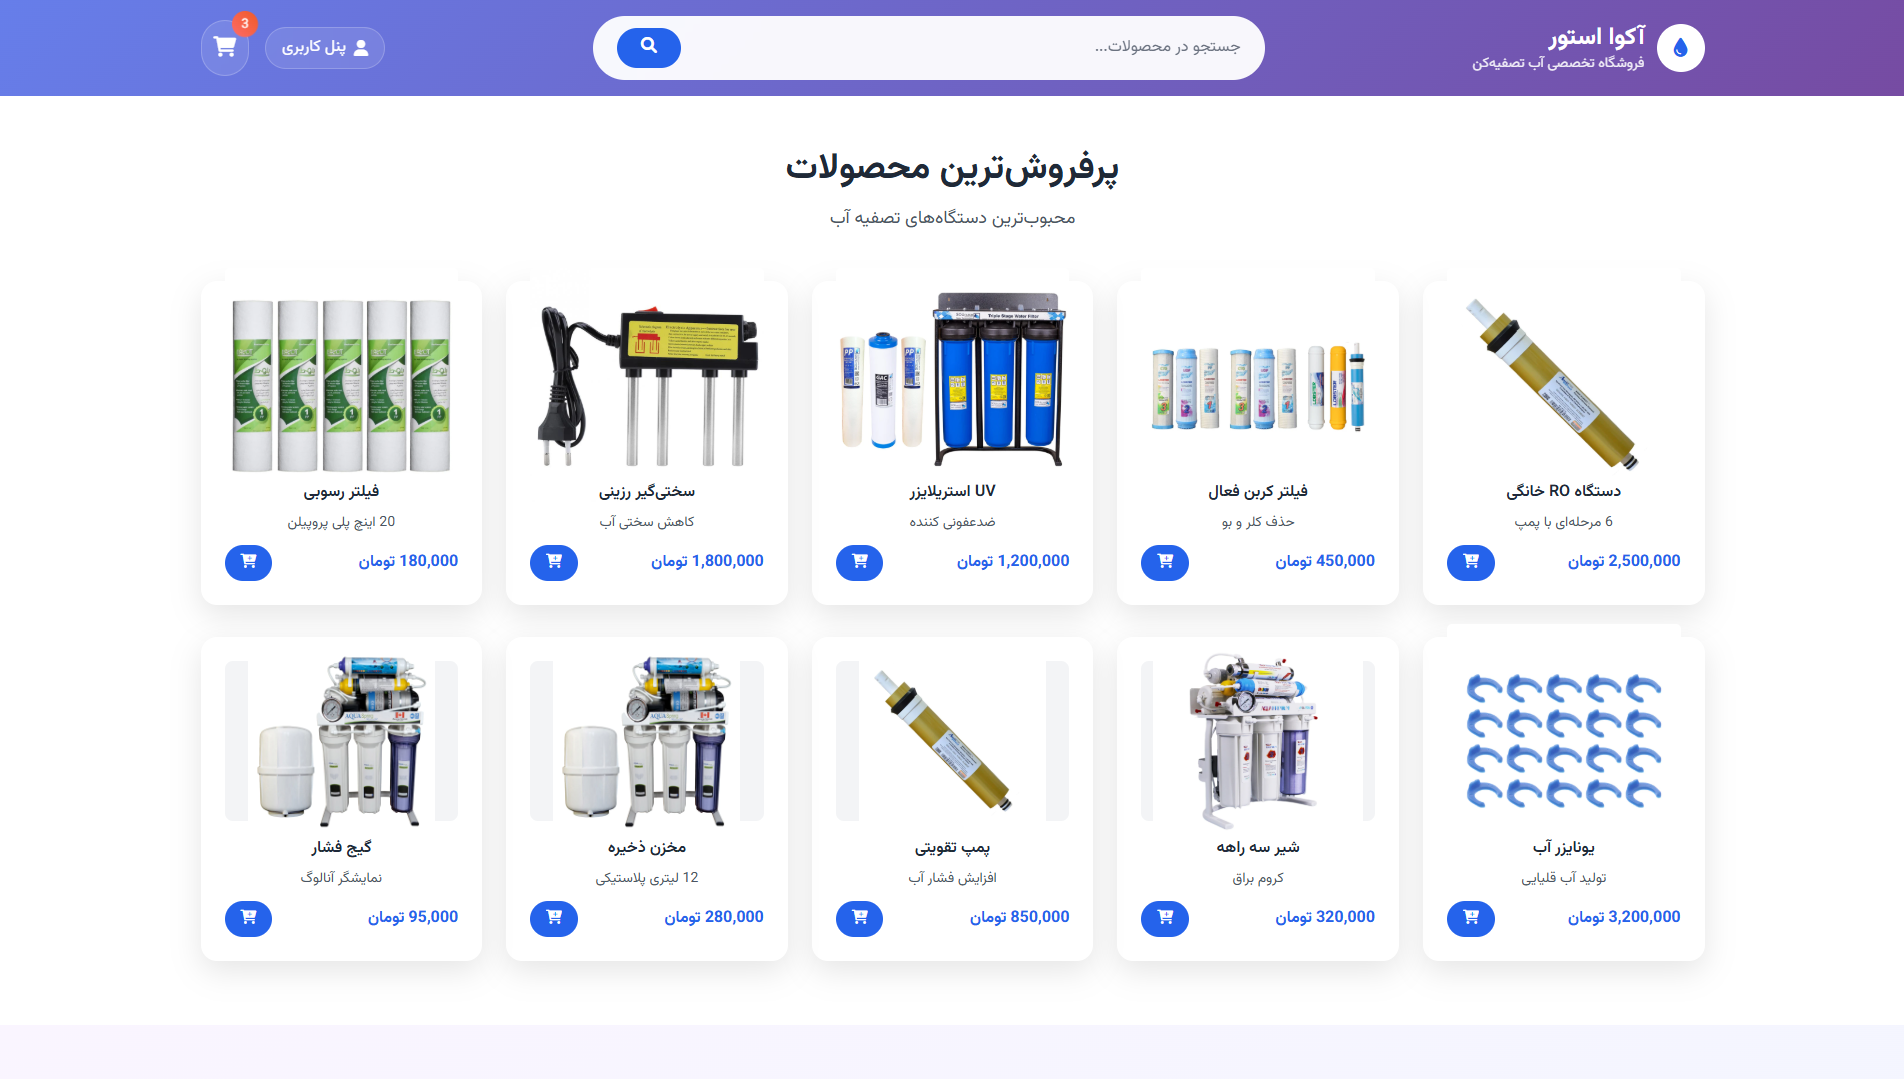 آکوا استور
فروشگاه تخصصی آب تصفیه‌کن
جستجو در محصولات...
پنل کاربری
3
پرفروش‌ترین محصولات
محبوب‌ترین دستگاه‌های تصفیه آب
دستگاه RO خانگی
6 مرحله‌ای با پمپ
2,500,000 تومان
فیلتر کربن فعال
حذف کلر و بو
450,000 تومان
Triple Stage Water Filter
UV استریلایزر
ضدعفونی کننده
1,200,000 تومان
سختی‌گیر رزینی
کاهش سختی آب
1,800,000 تومان
فیلتر رسوبی
20 اینچ پلی پروپیلن
180,000 تومان
یونایزر آب
تولید آب قلیایی
3,200,000 تومان
شیر سه راهه
کروم براق
320,000 تومان
پمپ تقویتی
افزایش فشار آب
850,000 تومان
مخزن ذخیره
12 لیتری پلاستیکی
280,000 تومان
گیج فشار
نمایشگر آنالوگ
95,000 تومان